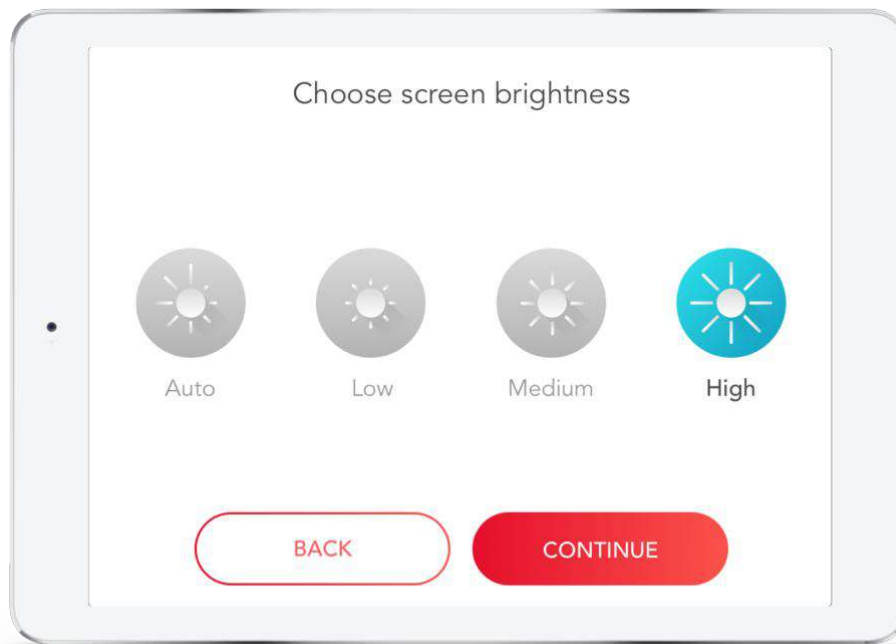 Choose screen brightness
Auto
Low
Medium
High
BACK
CONTINUE